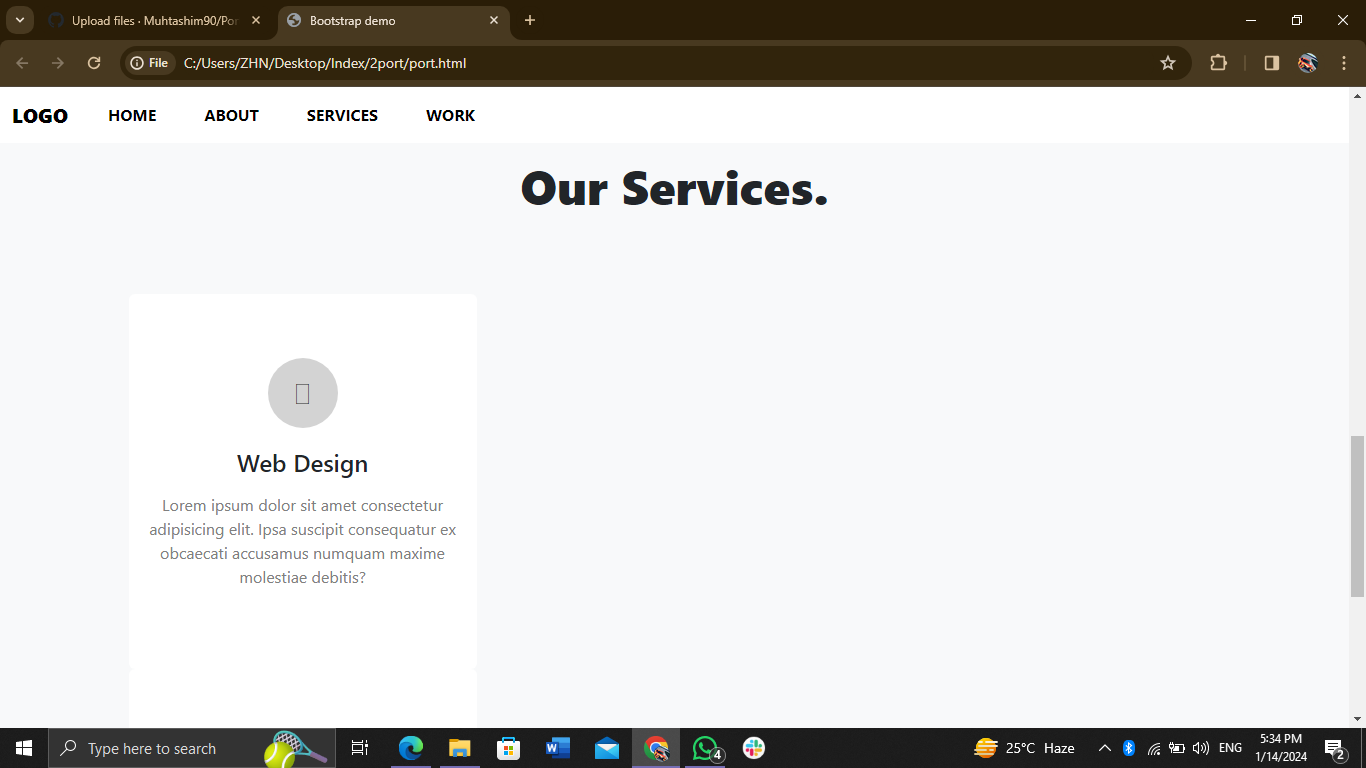 Upload files · Muhtashim90/Por
Bootstrap demo
File
C:/Users/ZHN/Desktop/Index/2port/port.html
LOGO HOME ABOUT SERVICES WORK
Our Services.
Web Design
Lorem ipsum dolor sit amet consectetur
adipisicing elit. Ipsa suscipit consequatur ex
obcaecati accusamus numquam maxime
molestiae debitis?
Type here to search
W
4
25°C Haze
ENG
5:34 PM
1/14/2024
2